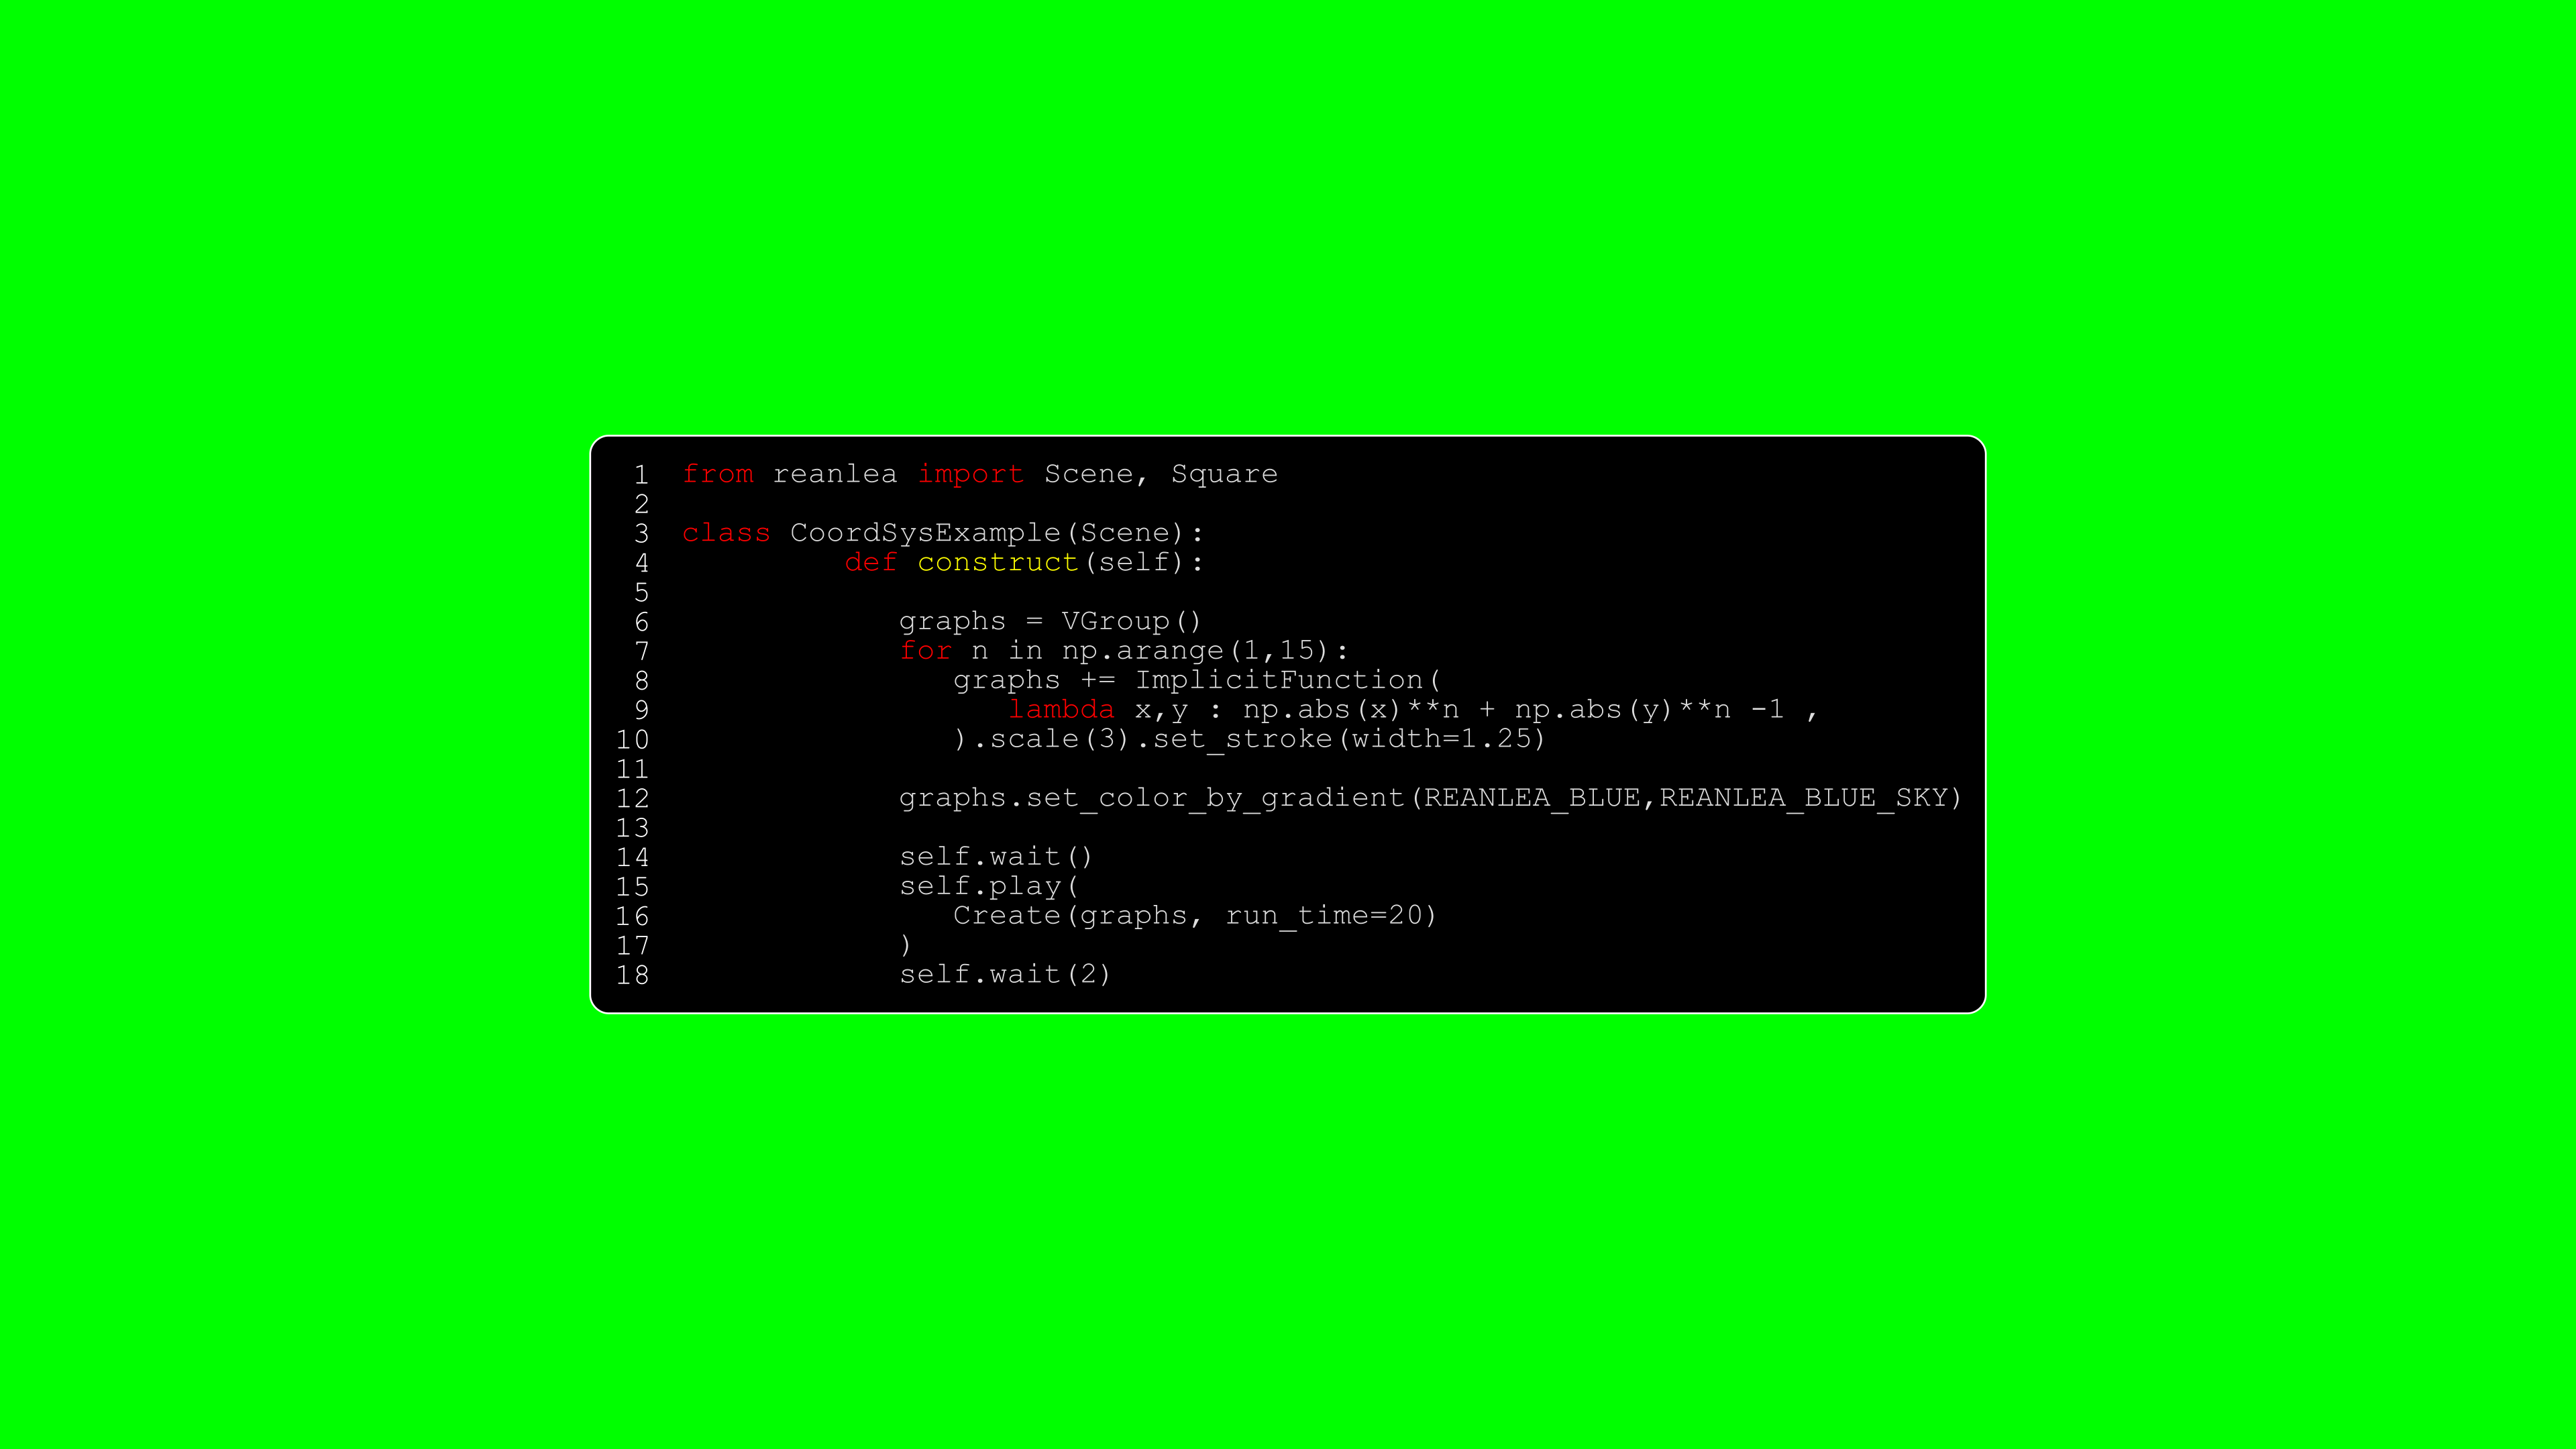 1 from reanlea import Scene, Square
2
3 class CoordSysExample(Scene):
4          def construct(self):
5
6             graphs = VGroup()
7             for n in np.arange(1,15):
8                graphs += ImplicitFunction(
9                   lambda x,y : np.abs(x)**n + np.abs(y)**n -1 ,
10                ).scale(3).set_stroke(width=1.25)
11
12             graphs.set_color_by_gradient(REANLEA_BLUE,REANLEA_BLUE_SKY)
13
14             self.wait()
15             self.play(
16                Create(graphs, run_time=20)
17             )
18             self.wait(2)